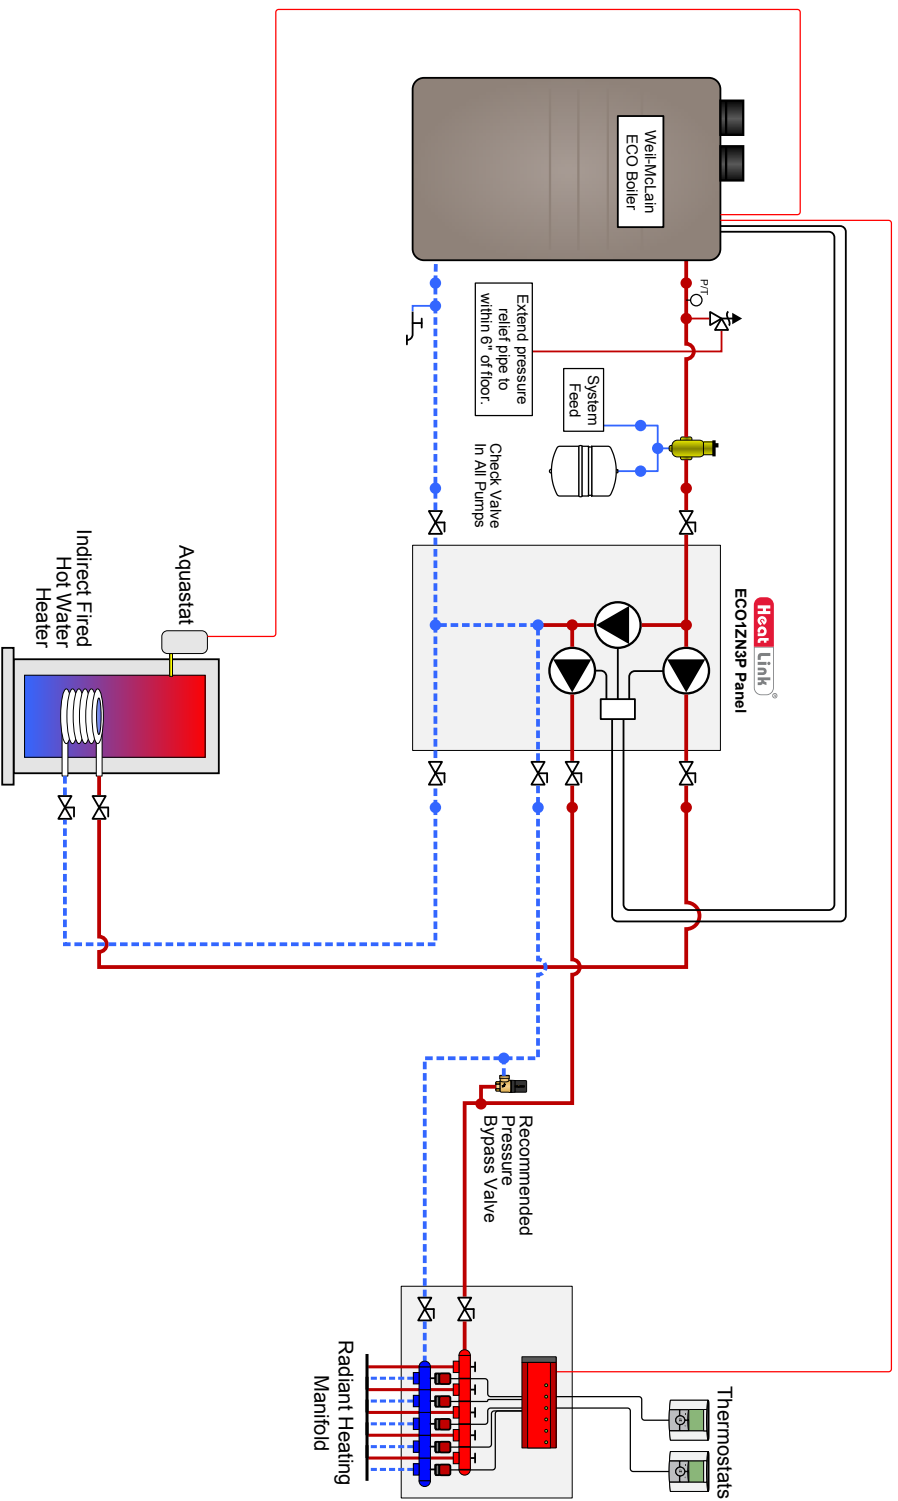 Weil-McLain
ECO Boiler
P/T
Extend pressure
relief pipe to
within 6" of floor.
System
Feed
Check Valve
In All Pumps
Heat Link®
ECO1ZN3P Panel
Aquastat
Indirect Fired
Hot Water
Heater
Recommended
Pressure
Bypass Valve
Thermostats
Radiant Heating
Manifold